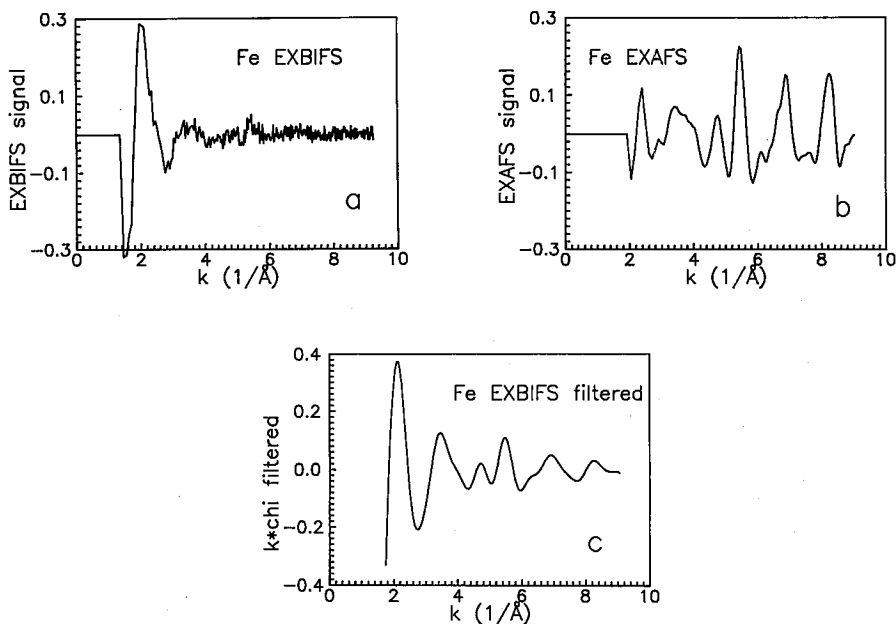 0.3
0.1
−0.1
−0.3
EXBIFS signal
Fe EXBIFS
a
0 2 4 6 8 10
k (1/Å)
0.3
0.1
−0.1
−0.3
EXAFS signal
Fe EXAFS
b
0 2 4 6 8 10
k (1/Å)
0.4
0.2
0.0
−0.2
−0.4
k*chi filtered
Fe EXBIFS filtered
c
0 2 4 6 8 10
k (1/Å)